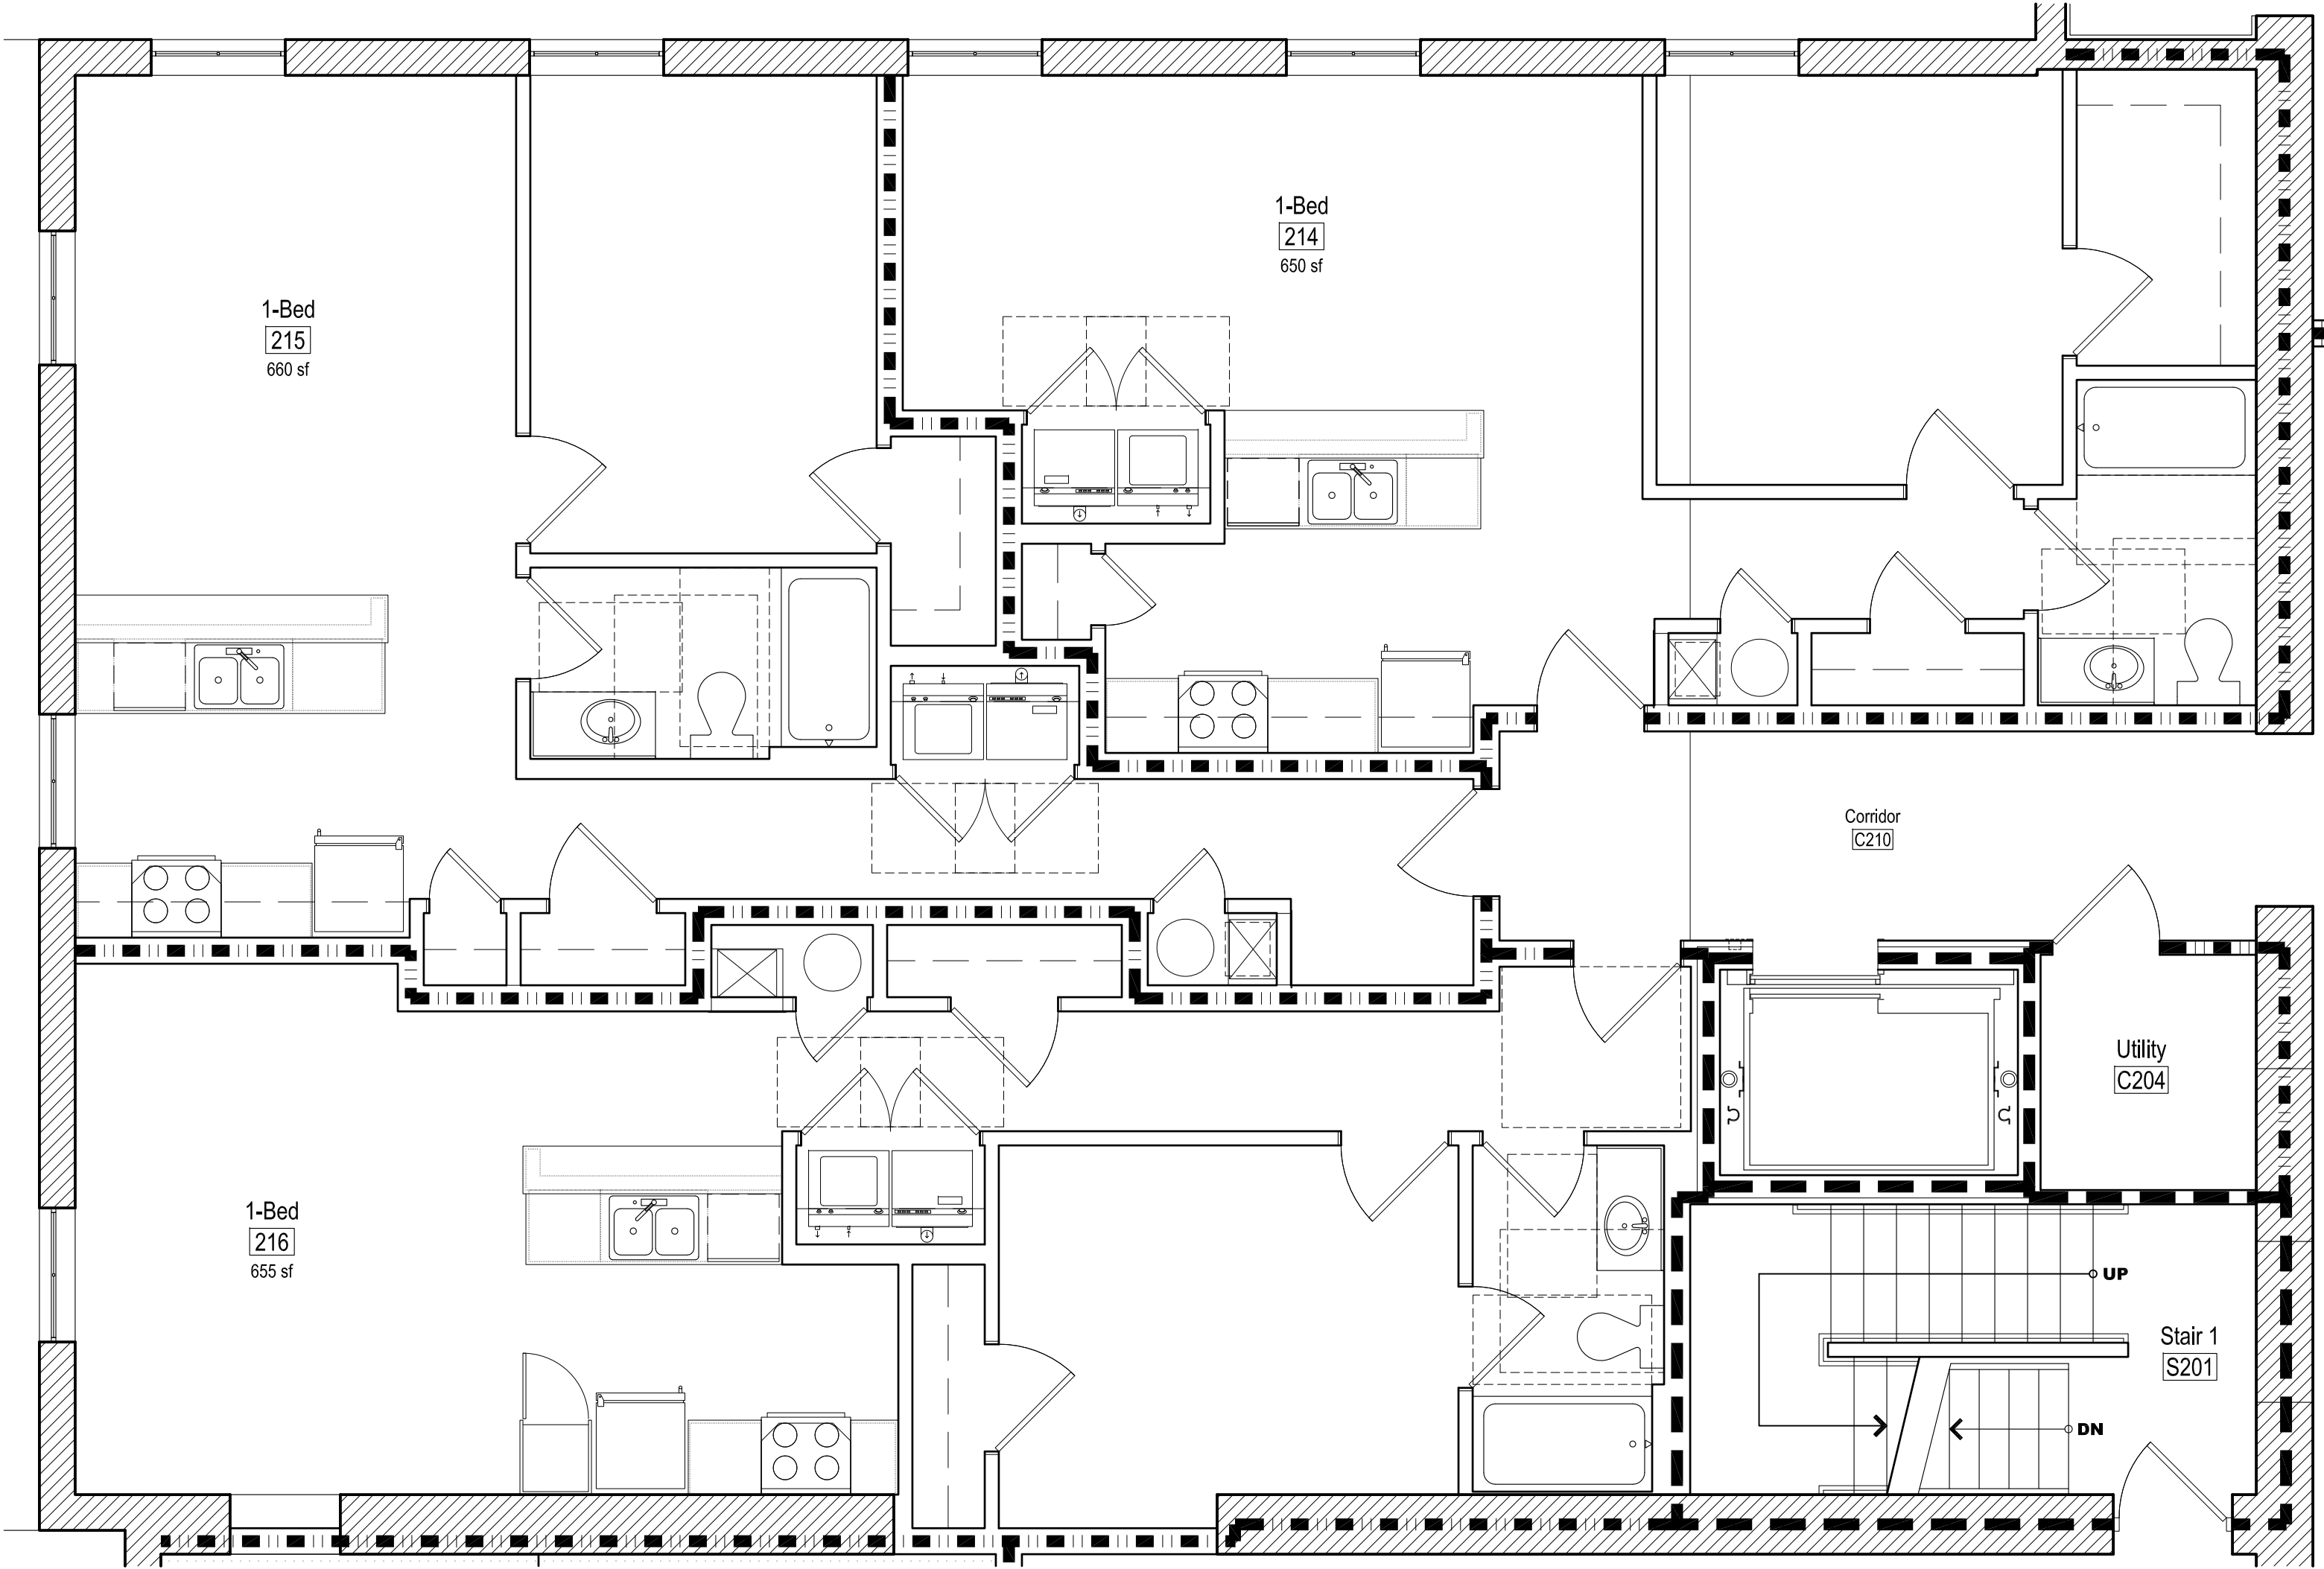 1-Bed
214
650 sf
1-Bed
215
660 sf
Corridor
C210
Utility
C204
1-Bed
216
655 sf
UP
Stair 1
S201
DN